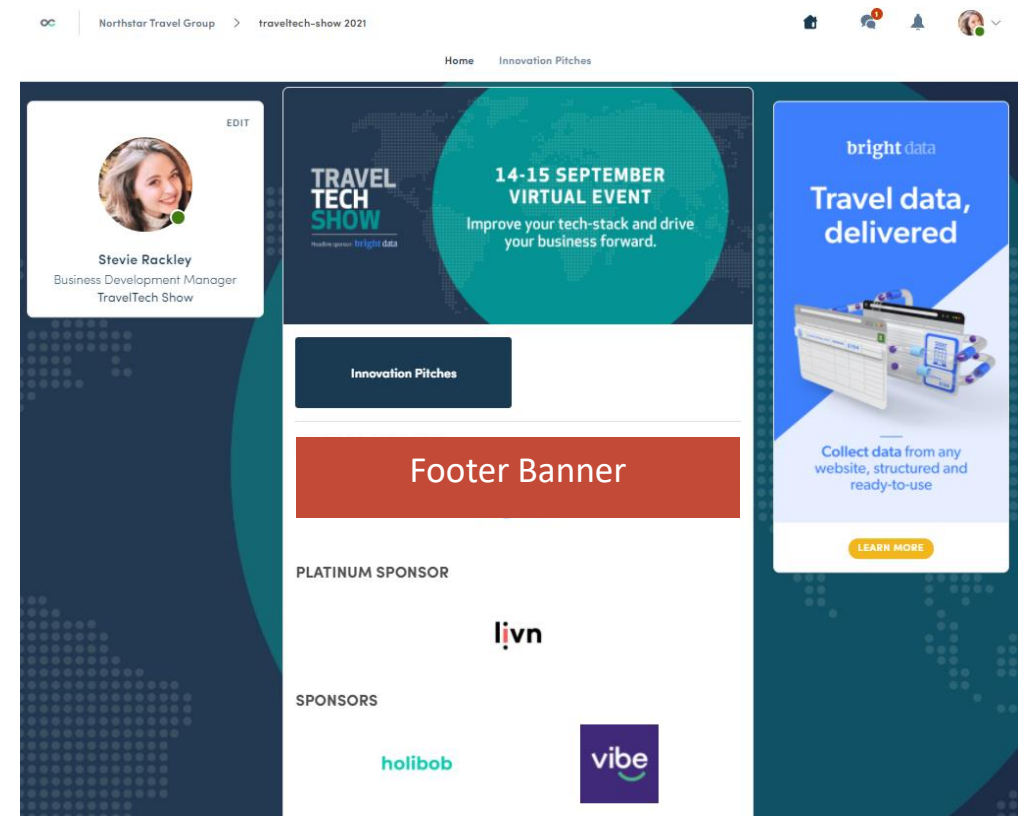 Northstar Travel Group > traveltech-show 2021
1
Home Innovation Pitches
EDIT
Stevie Rackley
Business Development Manager
TravelTech Show
TRAVEL
TECH
SHOW
Headline sponsor bright data
14-15 SEPTEMBER
VIRTUAL EVENT
Improve your tech-stack and drive
your business forward.
Innovation Pitches
Footer Banner
PLATINUM SPONSOR
livn
SPONSORS
holibob
vibe
bright data
Travel data,
delivered
Collect data from any
website, structured and
ready-to-use
LEARN MORE